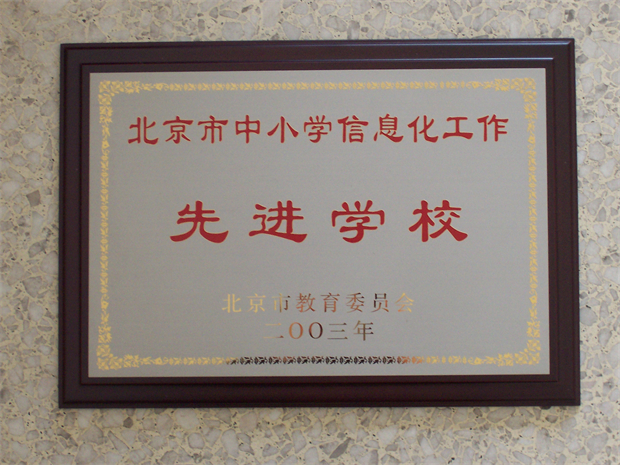 北京市中小学信息化工作
先进学校
北京市教育委员会
二〇〇三年